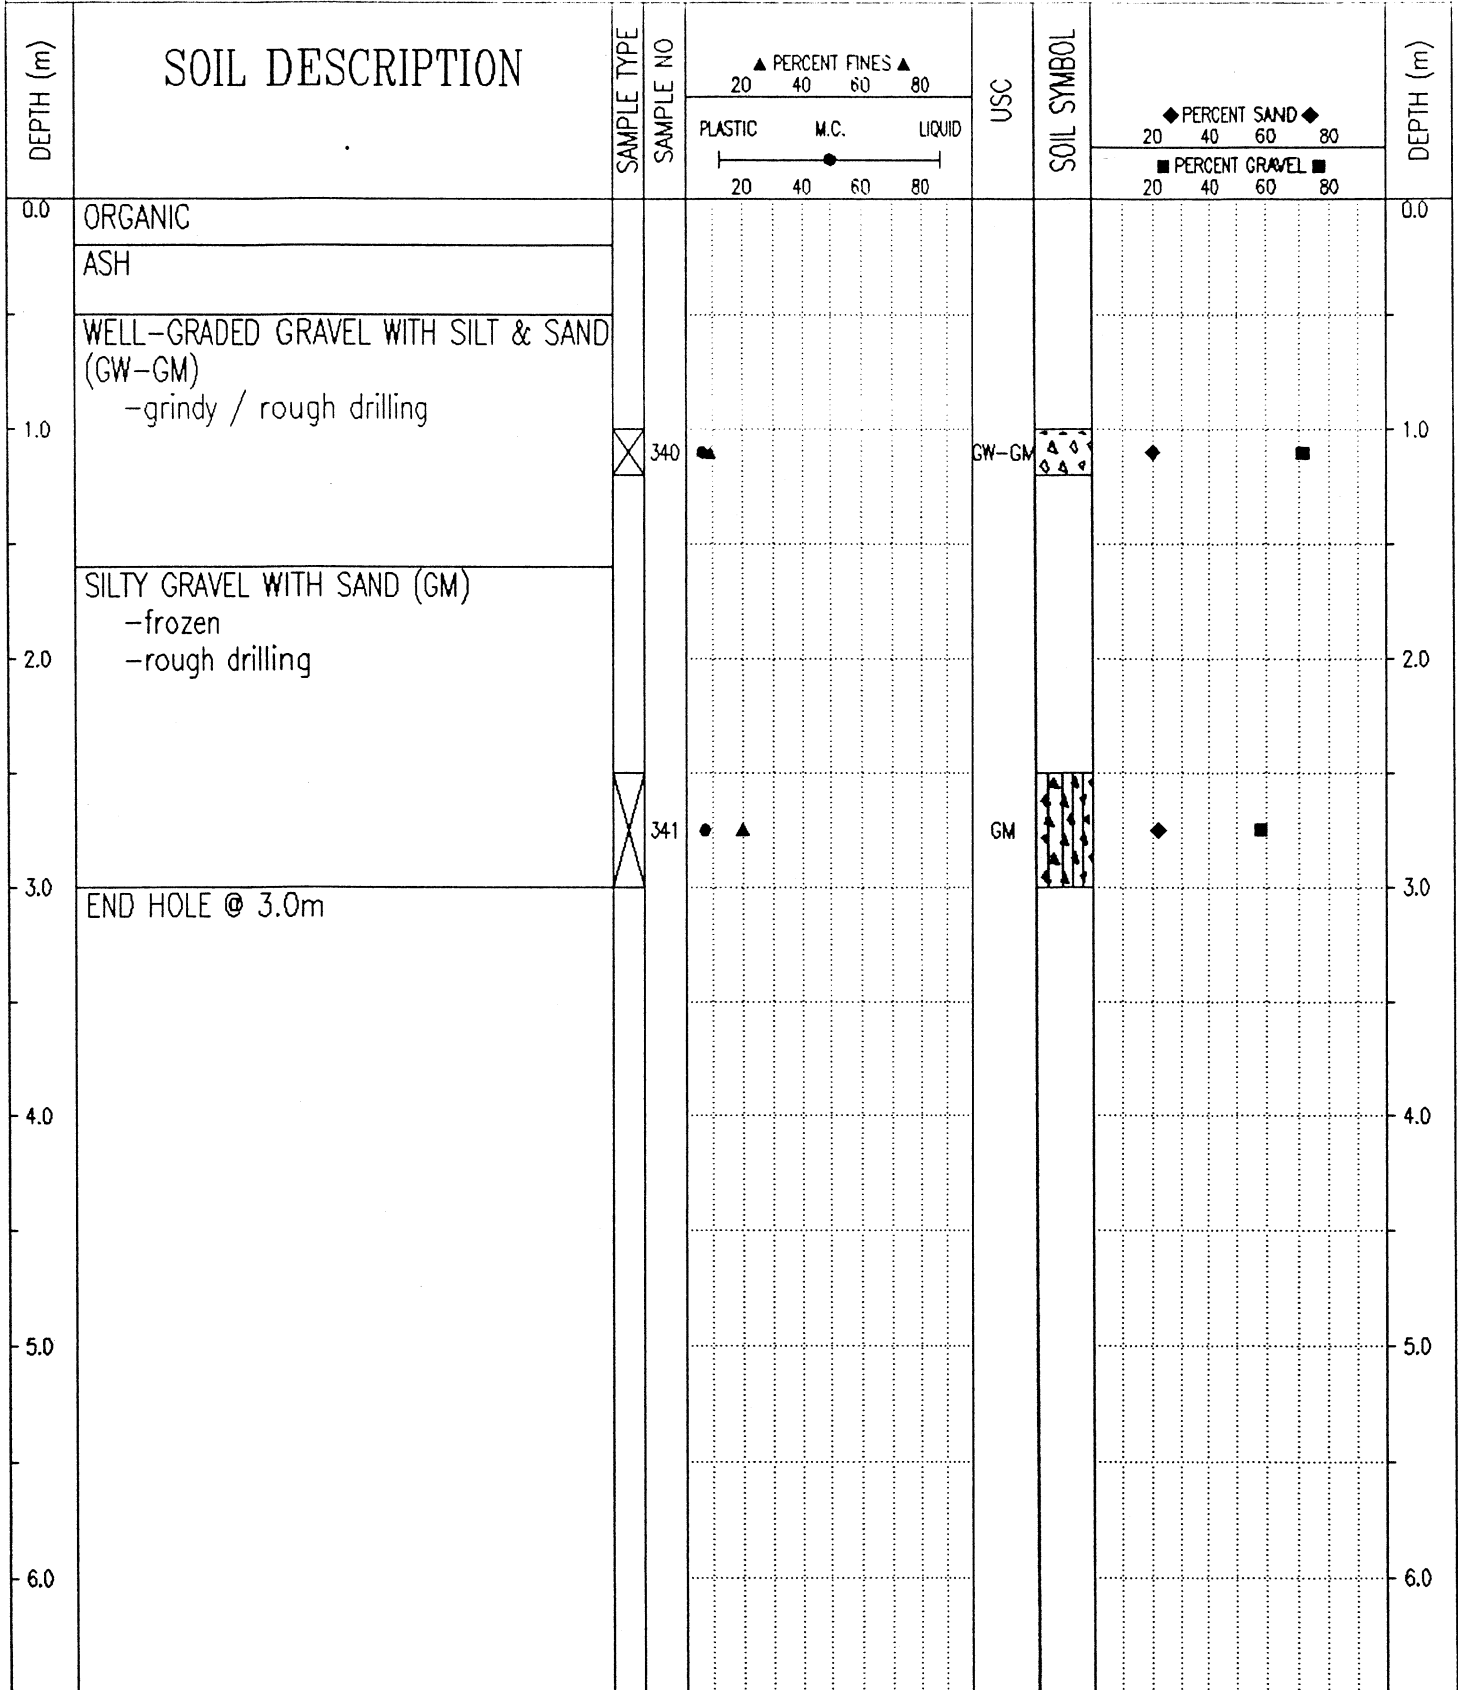 DEPTH (m)
SOIL DESCRIPTION
SAMPLE TYPE
SAMPLE NO
▲ PERCENT FINES ▲
20 40 60 80
PLASTIC M.C. LIQUID
20 40 60 80
USC
SOIL SYMBOL
◆ PERCENT SAND ◆
20 40 60 80
■ PERCENT GRAVEL ■
20 40 60 80
DEPTH (m)
0.0 0.0
ORGANIC
ASH
WELL-GRADED GRAVEL WITH SILT & SAND
(GW-GM)
-grindy / rough drilling
1.0 1.0
340 GW-GM
SILTY GRAVEL WITH SAND (GM)
-frozen
-rough drilling
2.0 2.0
341 GM
3.0 3.0
END HOLE @ 3.0m
4.0 4.0
5.0 5.0
6.0 6.0